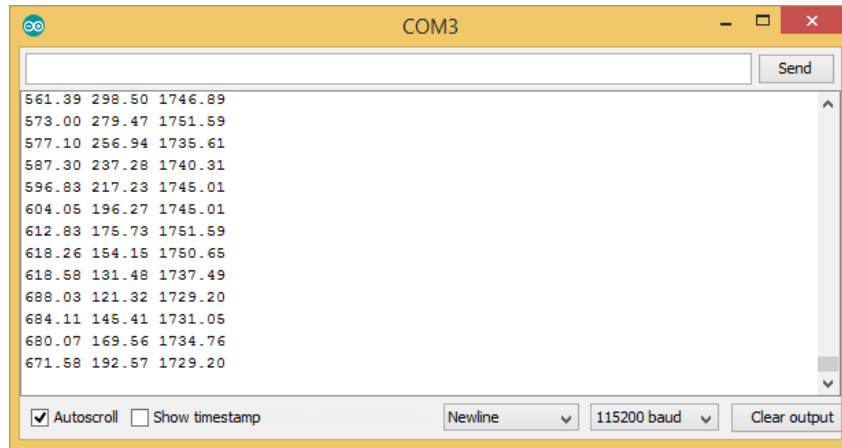 COM3
Send
561.39 298.50 1746.89
573.00 279.47 1751.59
577.10 256.94 1735.61
587.30 237.28 1740.31
596.83 217.23 1745.01
604.05 196.27 1745.01
612.83 175.73 1751.59
618.26 154.15 1750.65
618.58 131.48 1737.49
688.03 121.32 1729.20
684.11 145.41 1731.05
680.07 169.56 1734.76
671.58 192.57 1729.20
Autoscroll Show timestamp Newline 115200 baud Clear output